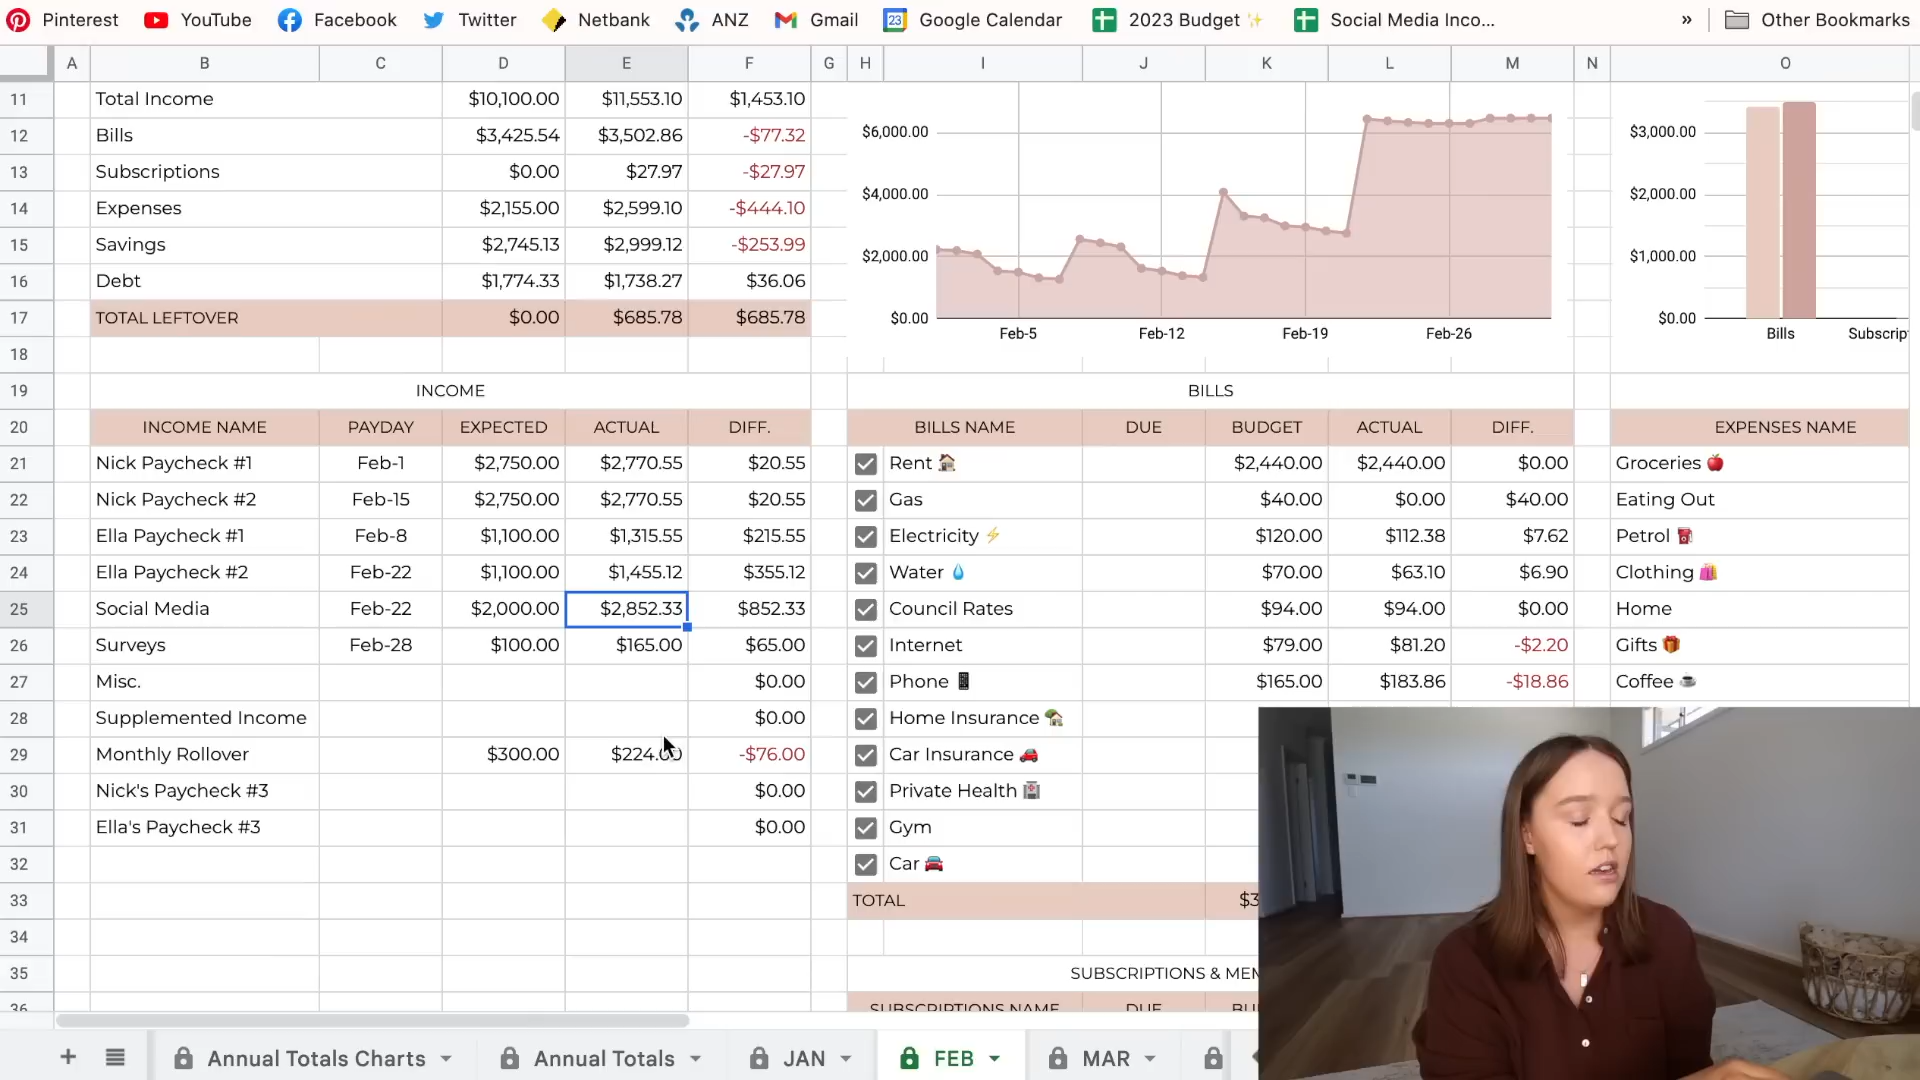 Pinterest YouTube Facebook Twitter Netbank ANZ Gmail 23 Google Calendar 2023 Budget ✨ Social Media Inco... » Other Bookmarks
A B C D E F G H I J K L M N O
11 Total Income $10,100.00 $11,553.10 $1,453.10
12 Bills $3,425.54 $3,502.86 -$77.32
13 Subscriptions $0.00 $27.97 -$27.97
14 Expenses $2,155.00 $2,599.10 -$444.10
15 Savings $2,745.13 $2,999.12 -$253.99
16 Debt $1,774.33 $1,738.27 $36.06
17 TOTAL LEFTOVER $0.00 $685.78 $685.78
18
$6,000.00
$4,000.00
$2,000.00
$0.00
Feb-5 Feb-12 Feb-19 Feb-26
$3,000.00
$2,000.00
$1,000.00
$0.00
Bills Subscrip
19 INCOME BILLS
20 INCOME NAME PAYDAY EXPECTED ACTUAL DIFF. BILLS NAME DUE BUDGET ACTUAL DIFF. EXPENSES NAME
21 Nick Paycheck #1 Feb-1 $2,750.00 $2,770.55 $20.55 Rent 🏠 $2,440.00 $2,440.00 $0.00 Groceries 🍎
22 Nick Paycheck #2 Feb-15 $2,750.00 $2,770.55 $20.55 Gas $40.00 $0.00 $40.00 Eating Out
23 Ella Paycheck #1 Feb-8 $1,100.00 $1,315.55 $215.55 Electricity ⚡ $120.00 $112.38 $7.62 Petrol ⛽
24 Ella Paycheck #2 Feb-22 $1,100.00 $1,455.12 $355.12 Water 💧 $70.00 $63.10 $6.90 Clothing 🛍️
25 Social Media Feb-22 $2,000.00 $2,852.33 $852.33 Council Rates $94.00 $94.00 $0.00 Home
26 Surveys Feb-28 $100.00 $165.00 $65.00 Internet $79.00 $81.20 -$2.20 Gifts 🎁
27 Misc. $0.00 Phone 📱 $165.00 $183.86 -$18.86 Coffee ☕
28 Supplemented Income $0.00 Home Insurance 🏡
29 Monthly Rollover $300.00 $224.00 -$76.00 Car Insurance 🚗
30 Nick's Paycheck #3 $0.00 Private Health 🏥
31 Ella's Paycheck #3 $0.00 Gym
32 Car 🚘
33 TOTAL $3
34
35 SUBSCRIPTIONS & MEM
36 SUBSCRIPTIONS NAME DUE BU
+ Annual Totals Charts Annual Totals JAN FEB MAR